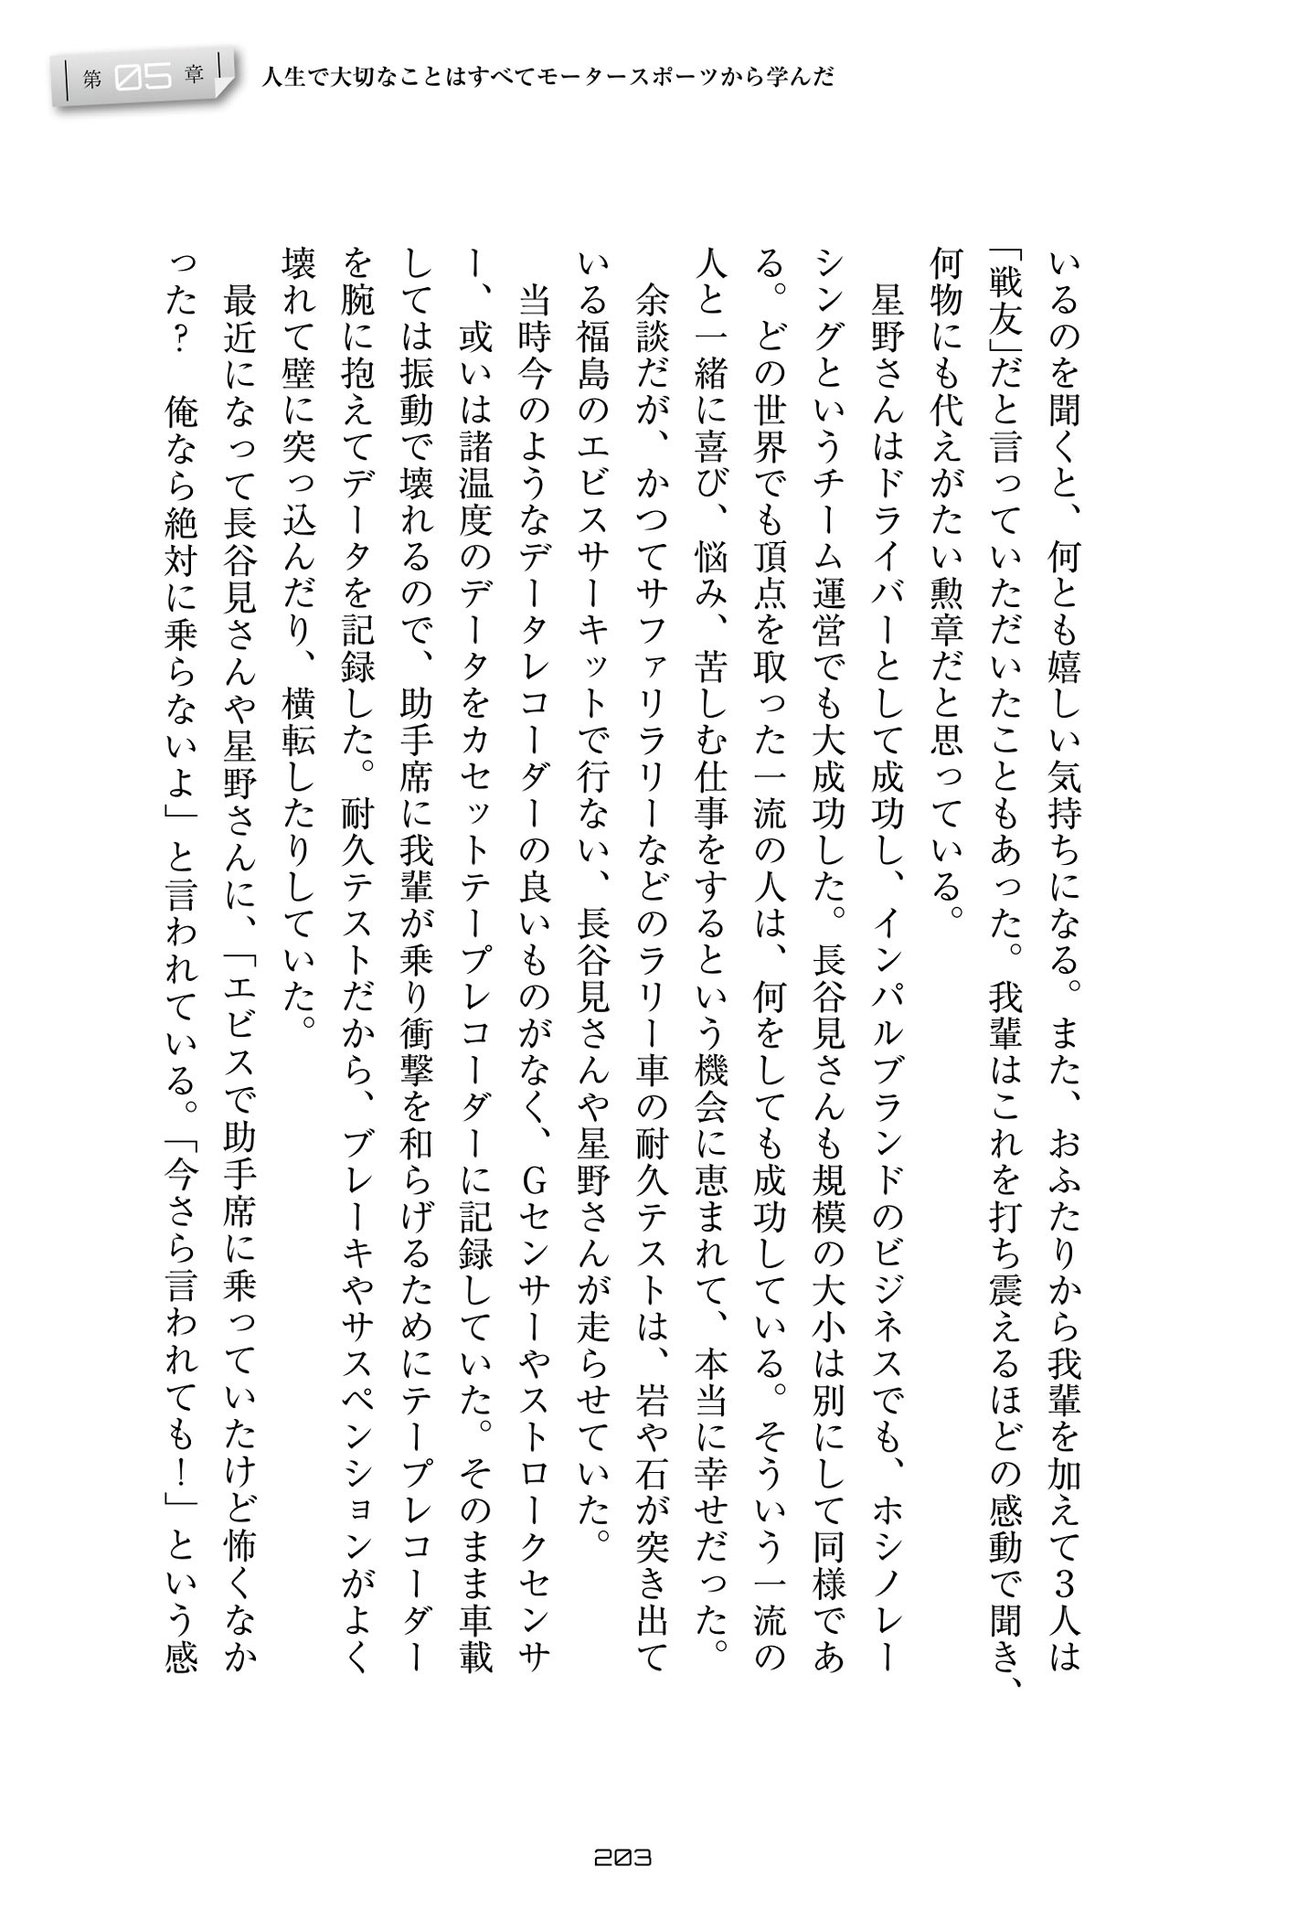 第05章 人生で大切なことはすべてモータースポーツから学んだ
いるのを聞くと、何とも嬉しい気持ちになる。また、おふたりから我輩を加えて3人は
「戦友」だと言っていただいたこともあった。我輩はこれを打ち震えるほどの感動で聞き、
何物にも代えがたい勲章だと思っている。
　星野さんはドライバーとして成功し、インパルブランドのビジネスでも、ホシノレー
シングというチーム運営でも大成功した。長谷見さんも規模の大小は別にして同様であ
る。どの世界でも頂点を取った一流の人は、何をしても成功している。そういう一流の
人と一緒に喜び、悩み、苦しむ仕事をするという機会に恵まれて、本当に幸せだった。
　余談だが、かつてサファリラリーなどのラリー車の耐久テストは、岩や石が突き出て
いる福島のエビスサーキットで行ない、長谷見さんや星野さんが走らせていた。
　当時今のようなデータレコーダーの良いものがなく、Gセンサーやストロークセンサ
ー、或いは諸温度のデータをカセットテープレコーダーに記録していた。そのまま車載
しては振動で壊れるので、助手席に我輩が乗り衝撃を和らげるためにテープレコーダー
を腕に抱えてデータを記録した。耐久テストだから、ブレーキやサスペンションがよく
壊れて壁に突っ込んだり、横転したりしていた。
　最近になって長谷見さんや星野さんに、「エビスで助手席に乗っていたけど怖くなか
った？　俺なら絶対に乗らないよ」と言われている。「今さら言われても！」という感
203